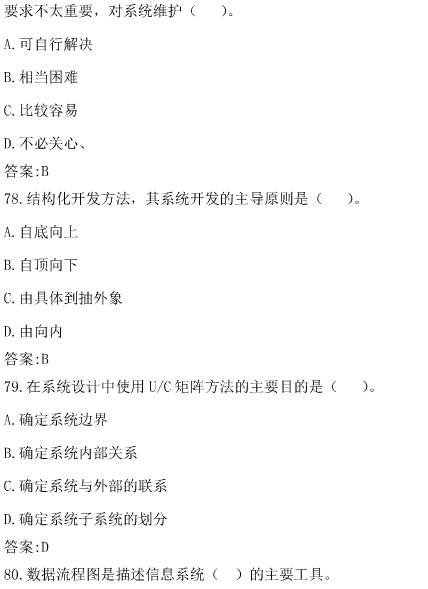 要求不太重要，对系统维护（　　）。
A.可自行解决
B.相当困难
C.比较容易
D.不必关心、
答案:B
78.结构化开发方法，其系统开发的主导原则是（　　）。
A.自底向上
B.自顶向下
C.由具体到抽外象
D.由向内
答案:B
79.在系统设计中使用 U/C 矩阵方法的主要目的是（　　）。
A.确定系统边界
B.确定系统内部关系
C.确定系统与外部的联系
D.确定系统子系统的划分
答案:D
80.数据流程图是描述信息系统（　）的主要工具。